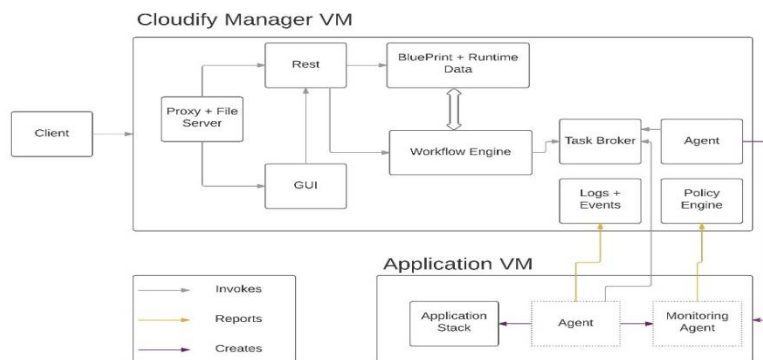 Cloudify Manager VM
Rest
BluePrint + Runtime
Data
Proxy + File
Server
Client
GUI
Workflow Engine
Task Broker
Agent
Logs +
Events
Policy
Engine
Application VM
Invokes
Reports
Creates
Application
Stack
Agent
Monitoring
Agent